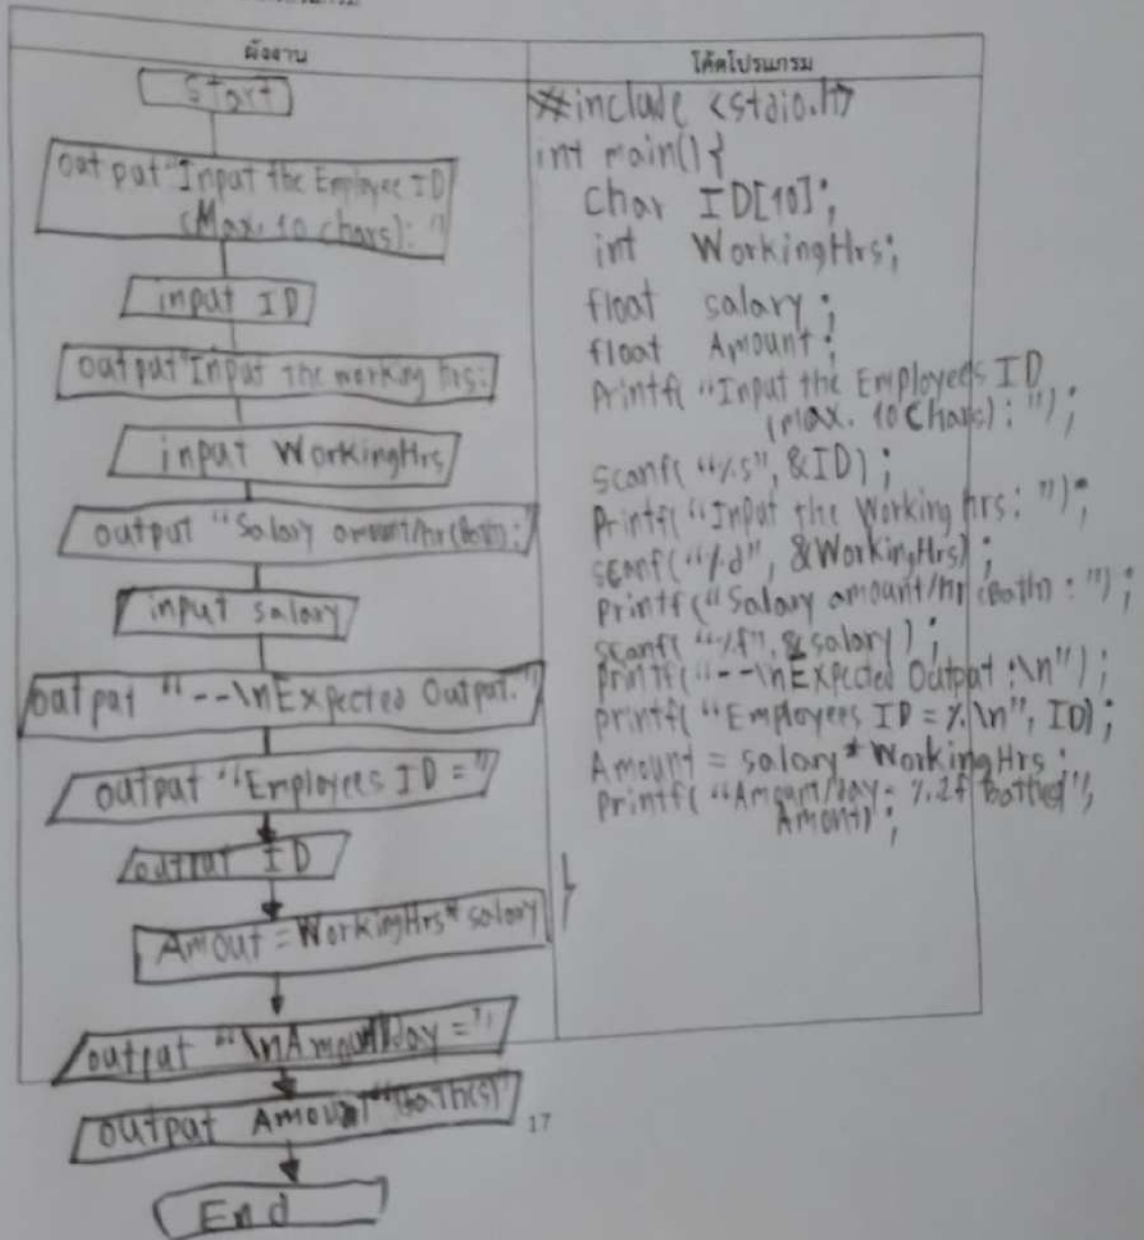 ผังงาน
Start
output "Input the Employee ID
(Max. 10 chars): "
input ID
output "Input the working hrs:
input WorkingHrs
output "Salary amount/hr(Bath):"
input salary
output "--\nExpected Output:"
output "Employees ID ="
output ID
Amout = WorkingHrs* salary
output "\nAmount/Day ="
output Amount "Bath(s)"
End
โค้ดโปรแกรม
#include <stdio.h>
int main(){
char ID[10];
int WorkingHrs;
float salary;
float Amount;
Printf( "Input the Employees ID
(Max. 10 Chars): ");
scanf( "%s", &ID);
Printf( "Input the Working hrs: ");
scanf("%d", &WorkingHrs);
printf("Salary amount/hr (Bath) : ");
scanf( "%f", &salary);
printf("--\nExpected Output :\n");
printf( "Employees ID = %.\n", ID);
Amount = salary* WorkingHrs;
printf( "Amount/Day= %.2f
Amont);
}
17